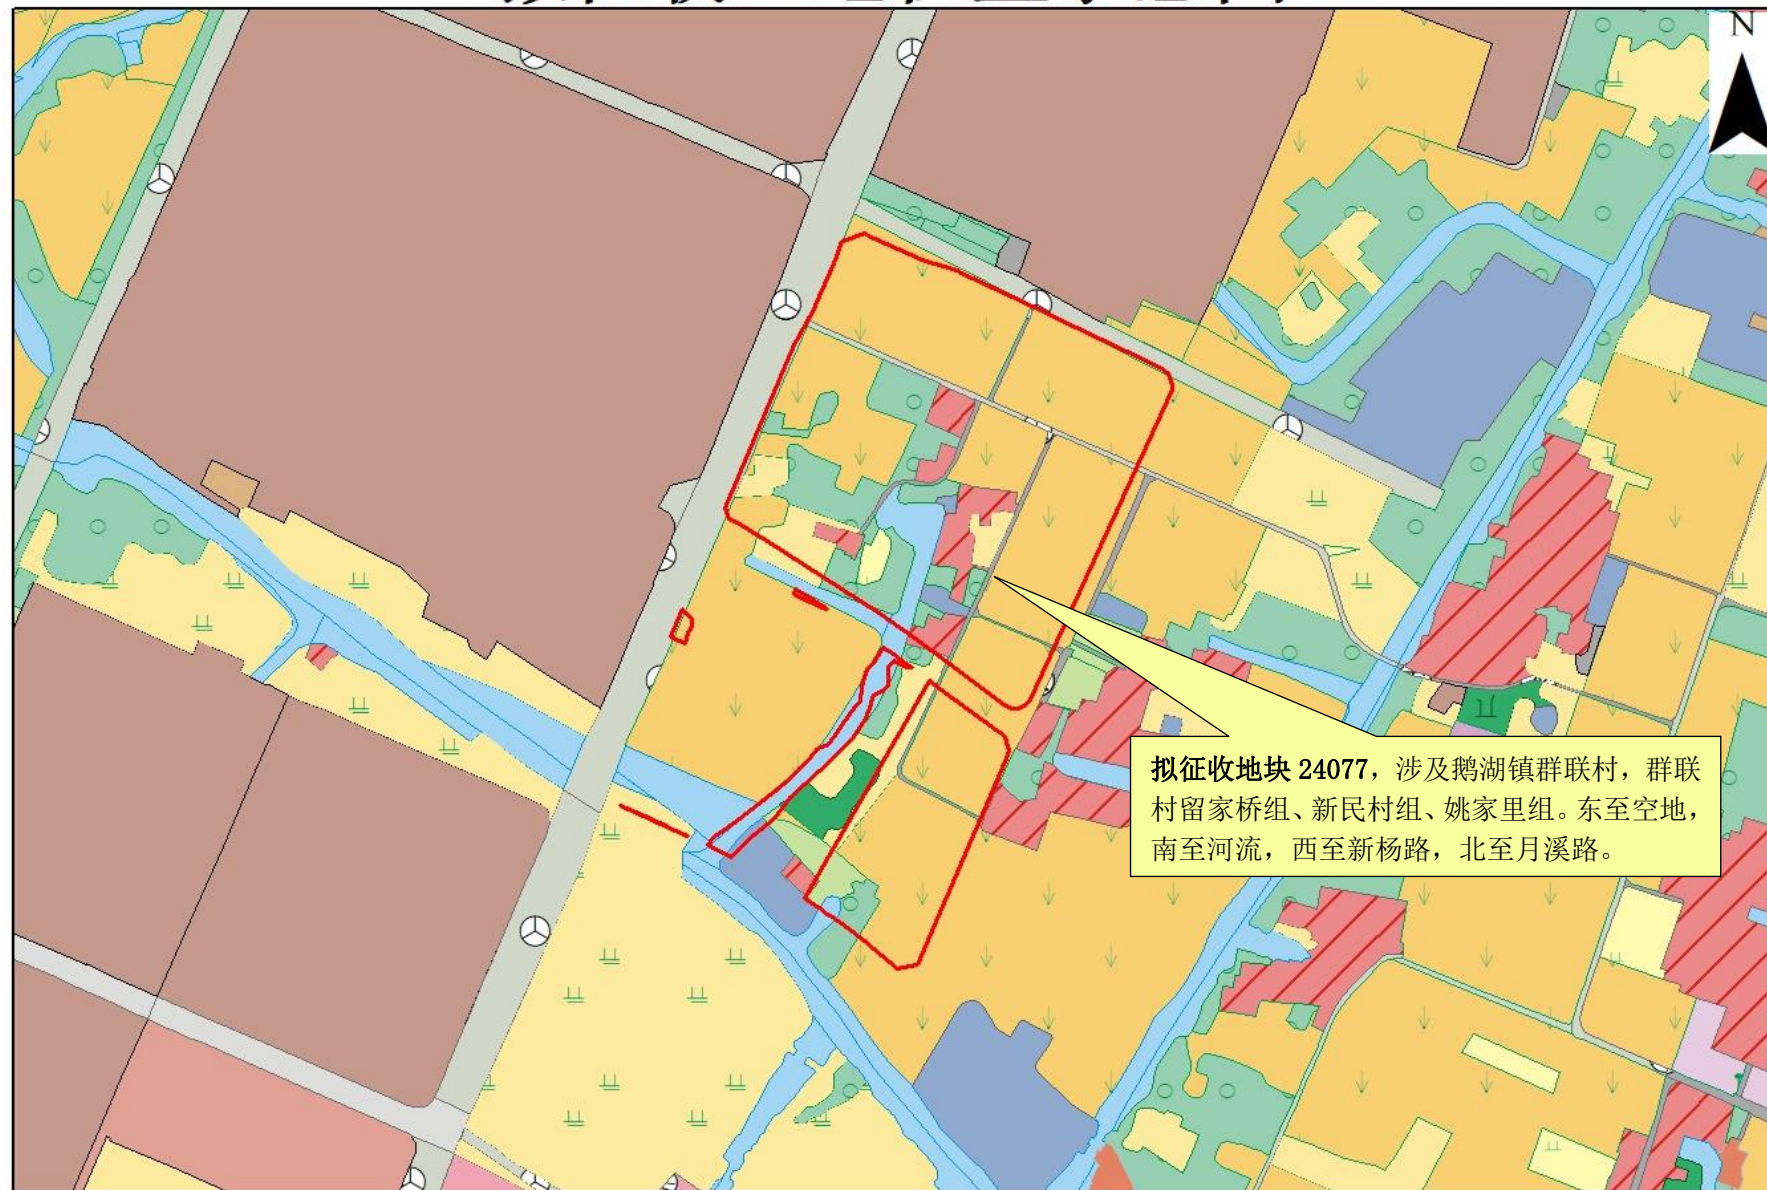 N
拟征收地块 24077，涉及鹅湖镇群联村，群联
村留家桥组、新民村组、姚家里组。东至空地，
南至河流，西至新杨路，北至月溪路。